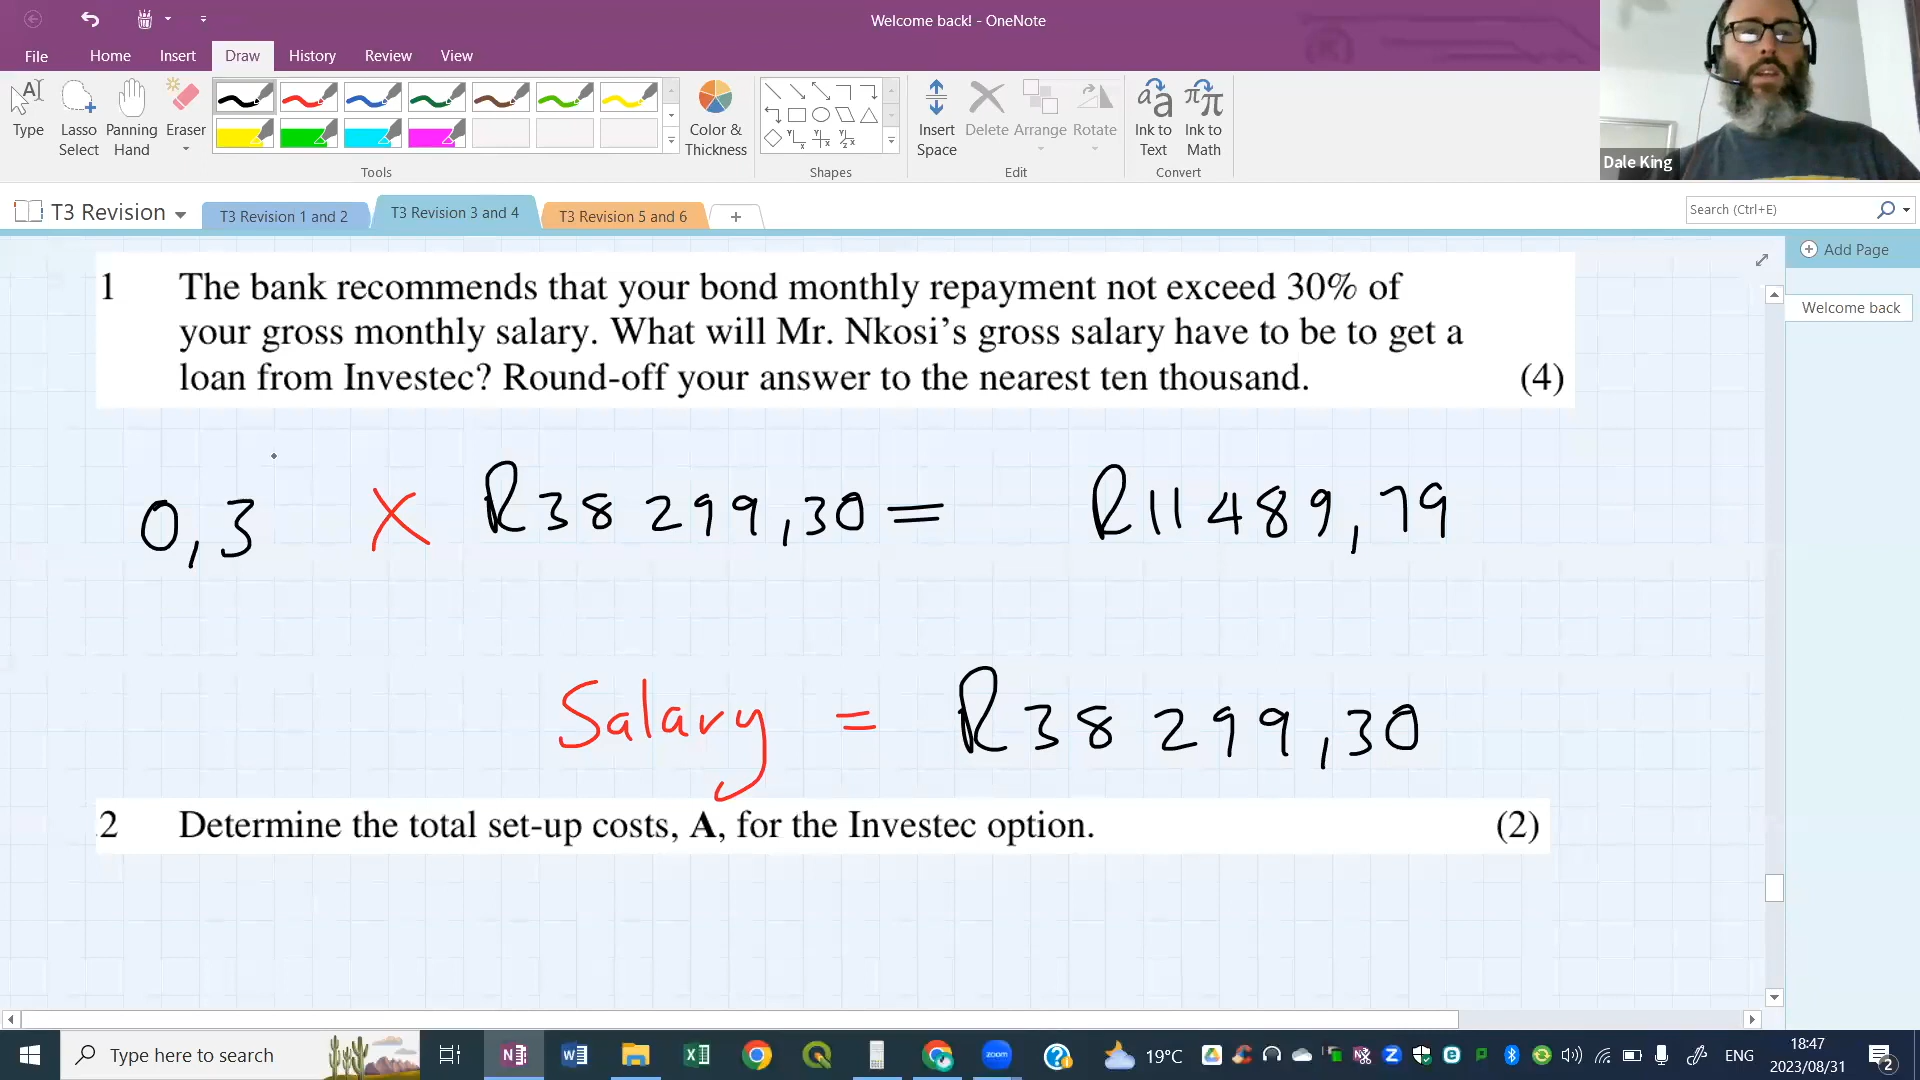 Welcome back! - OneNote
File Home Insert Draw History Review View
Type
Lasso Select
Panning Hand
Eraser
Color & Thickness
Insert Space
Delete
Arrange
Rotate
Ink to Text
Ink to Math
Tools
Shapes
Edit
Convert
Dale King
T3 Revision
T3 Revision 1 and 2
T3 Revision 3 and 4
T3 Revision 5 and 6
Search (Ctrl+E)
Add Page
Welcome back
1 The bank recommends that your bond monthly repayment not exceed 30% of
your gross monthly salary. What will Mr. Nkosi's gross salary have to be to get a
loan from Investec? Round-off your answer to the nearest ten thousand. (4)
0,3 X R38 299,30 = R11 489,79
Salary = R38 299,30
.2 Determine the total set-up costs, A, for the Investec option. (2)
Type here to search
zoom
19°C
ENG
18:47
2023/08/31
2